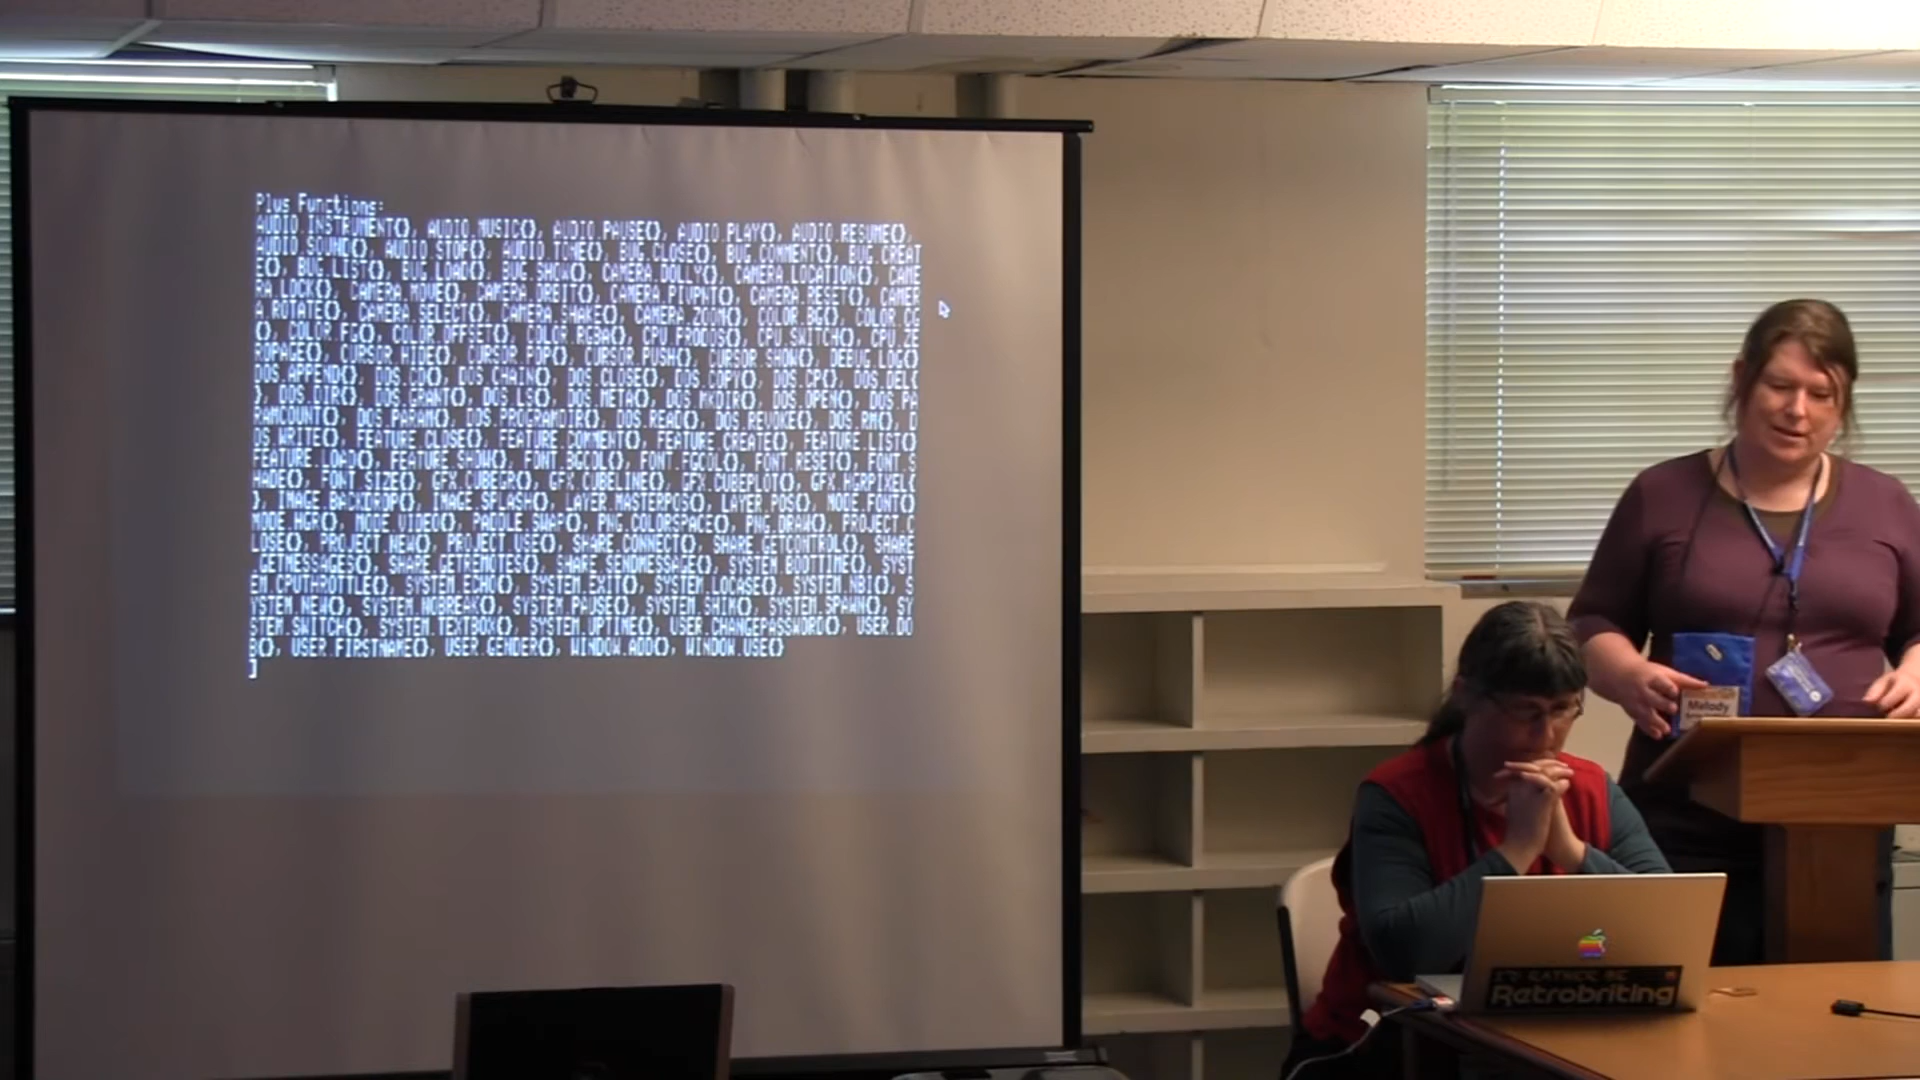 Plus Functions:
AUDIO.INSTRUMENT{}, AUDIO.MUSIC{}, AUDIO.PAUSE{}, AUDIO.PLAY{}, AUDIO.RESUME{},
AUDIO.SOUND{}, AUDIO.STOP{}, AUDIO.TONE{}, BUG.CLOSE{}, BUG.COMMENT{}, BUG.CREAT
E{}, BUG.LIST{}, BUG.LOAD{}, BUG.SHOW{}, CAMERA.DOLLY{}, CAMERA.LOCATION{}, CAME
RA.LOCK{}, CAMERA.MOVE{}, CAMERA.ORBIT{}, CAMERA.PIVPNT{}, CAMERA.RESET{}, CAMER
A.ROTATE{}, CAMERA.SELECT{}, CAMERA.SHAKE{}, CAMERA.ZOOM{}, COLOR.BG{}, COLOR.CG
{}, COLOR.FG{}, COLOR.OFFSET{}, COLOR.RGBA{}, CPU.PRODOS{}, CPU.SWITCH{}, CPU.ZE
ROPAGE{}, CURSOR.HIDE{}, CURSOR.POP{}, CURSOR.PUSH{}, CURSOR.SHOW{}, DEBUG.LOG{}
DOS.APPEND{}, DOS.CD{}, DOS.CHAIN{}, DOS.CLOSE{}, DOS.COPY{}, DOS.CP{}, DOS.DEL{
}, DOS.DIR{}, DOS.GRANT{}, DOS.LS{}, DOS.META{}, DOS.MKDIR{}, DOS.OPEN{}, DOS.PA
RAMCOUNT{}, DOS.PARAM{}, DOS.PROGRAMDIR{}, DOS.READ{}, DOS.REVOKE{}, DOS.RM{}, D
OS.WRITE{}, FEATURE.CLOSE{}, FEATURE.COMMENT{}, FEATURE.CREATE{}, FEATURE.LIST{}
FEATURE.LOAD{}, FEATURE.SHOW{}, FONT.BGCOL{}, FONT.FGCOL{}, FONT.RESET{}, FONT.S
HADE{}, FONT.SIZE{}, GFX.CUBEGR{}, GFX.CUBELINE{}, GFX.CUBEPLOT{}, GFX.HGRPIXEL{
}, IMAGE.BACKDROP{}, IMAGE.SPLASH{}, LAYER.MASTERPOS{}, LAYER.POS{}, MODE.FONT{}
MODE.HGR{}, MODE.VIDEO{}, PADDLE.SWAP{}, PNG.COLORSPACE{}, PNG.DRAW{}, PROJECT.C
LOSE{}, PROJECT.NEW{}, PROJECT.USE{}, SHARE.CONNECT{}, SHARE.GETCONTROL{}, SHARE
.GETMESSAGES{}, SHARE.GETREMOTES{}, SHARE.SENDMESSAGE{}, SYSTEM.BOOTTIME{}, SYST
EM.CPUTHROTTLE{}, SYSTEM.ECHO{}, SYSTEM.EXIT{}, SYSTEM.LOCASE{}, SYSTEM.NBI{}, S
YSTEM.NEW{}, SYSTEM.NOBREAK{}, SYSTEM.PAUSE{}, SYSTEM.SHIM{}, SYSTEM.SPAWN{}, SY
STEM.SWITCH{}, SYSTEM.TEXTBOX{}, SYSTEM.UPTIME{}, USER.CHANGEPASSWORD{}, USER.DO
B{}, USER.FIRSTNAME{}, USER.GENDER{}, WINDOW.ADD{}, WINDOW.USE{}
]
Melody
I'D RATHER BE
Retrobriting